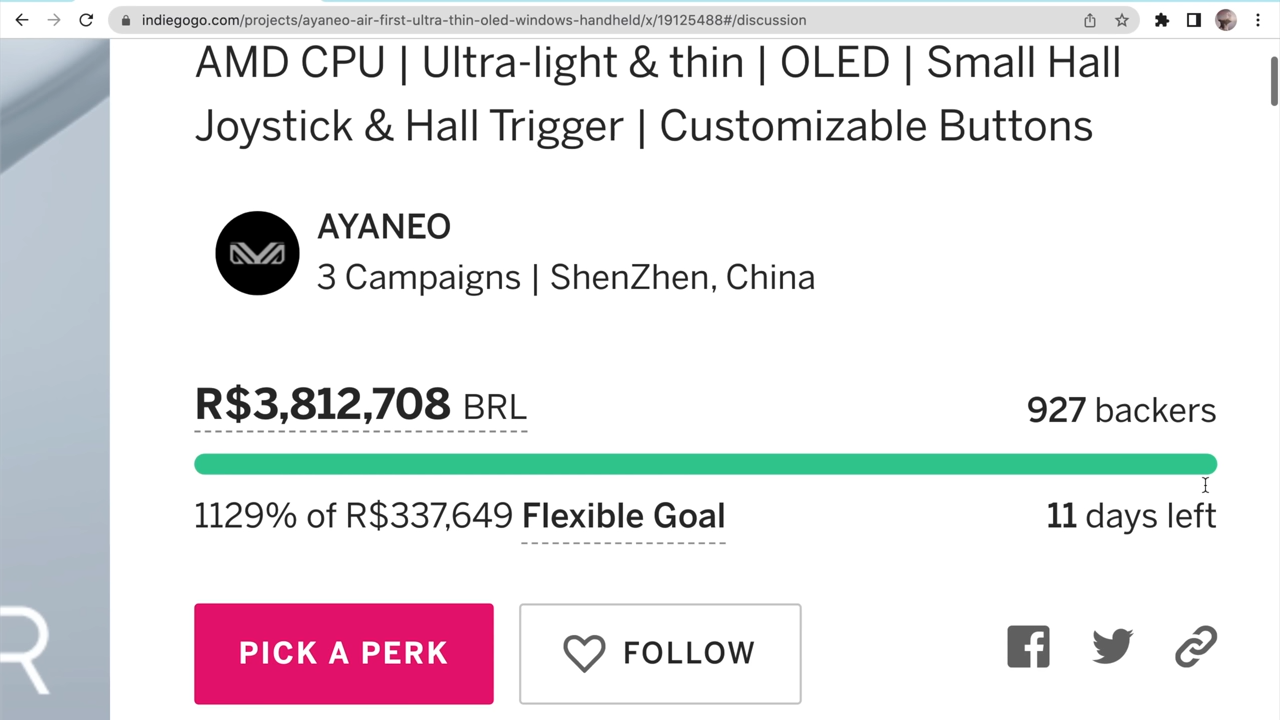 indiegogo.com/projects/ayaneo-air-first-ultra-thin-oled-windows-handheld/x/19125488#/discussion
AMD CPU | Ultra-light & thin | OLED | Small Hall
Joystick & Hall Trigger | Customizable Buttons
AYANEO
3 Campaigns | ShenZhen, China
R$3,812,708 BRL
927 backers
1129% of R$337,649 Flexible Goal
11 days left
R
PICK A PERK
FOLLOW